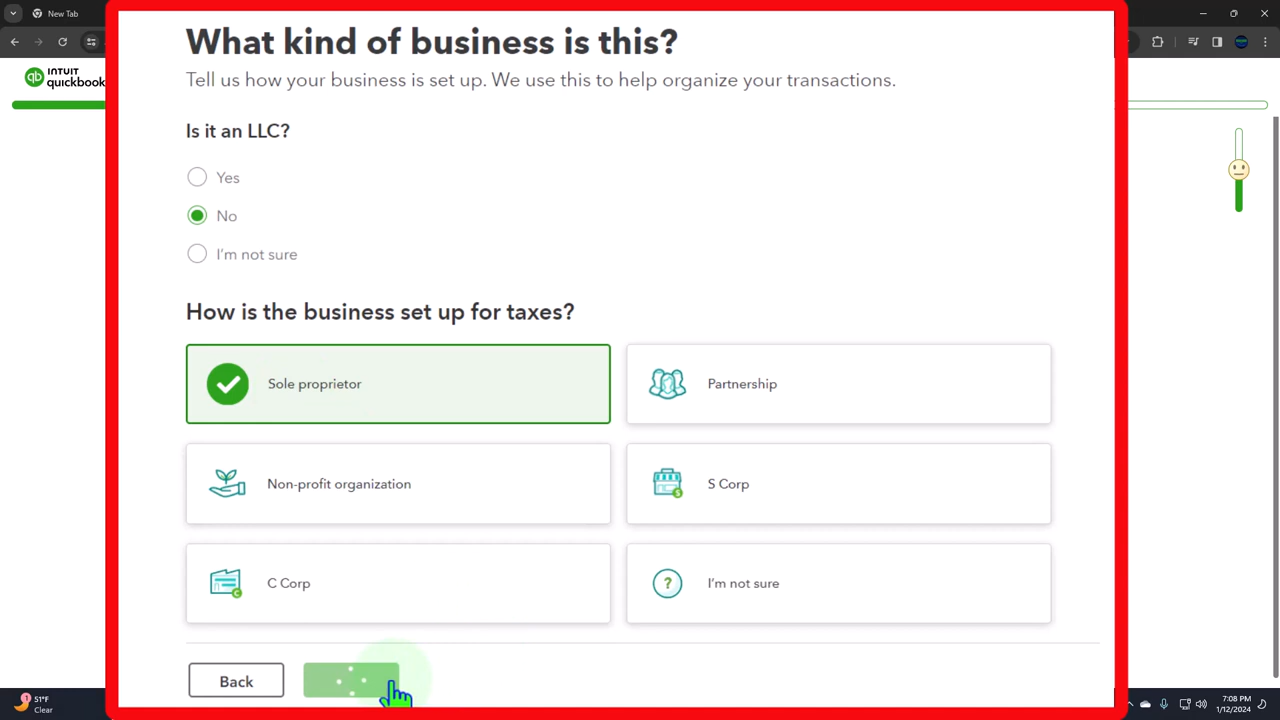 New Tab
What kind of business is this?
INTUIT
quickbook
Tell us how your business is set up. We use this to help organize your transactions.
Is it an LLC?
Yes
No
I'm not sure
How is the business set up for taxes?
Sole proprietor
Partnership
Non-profit organization
S Corp
C Corp
I'm not sure
Back
51°F
Clear
7:08 PM
1/12/2024